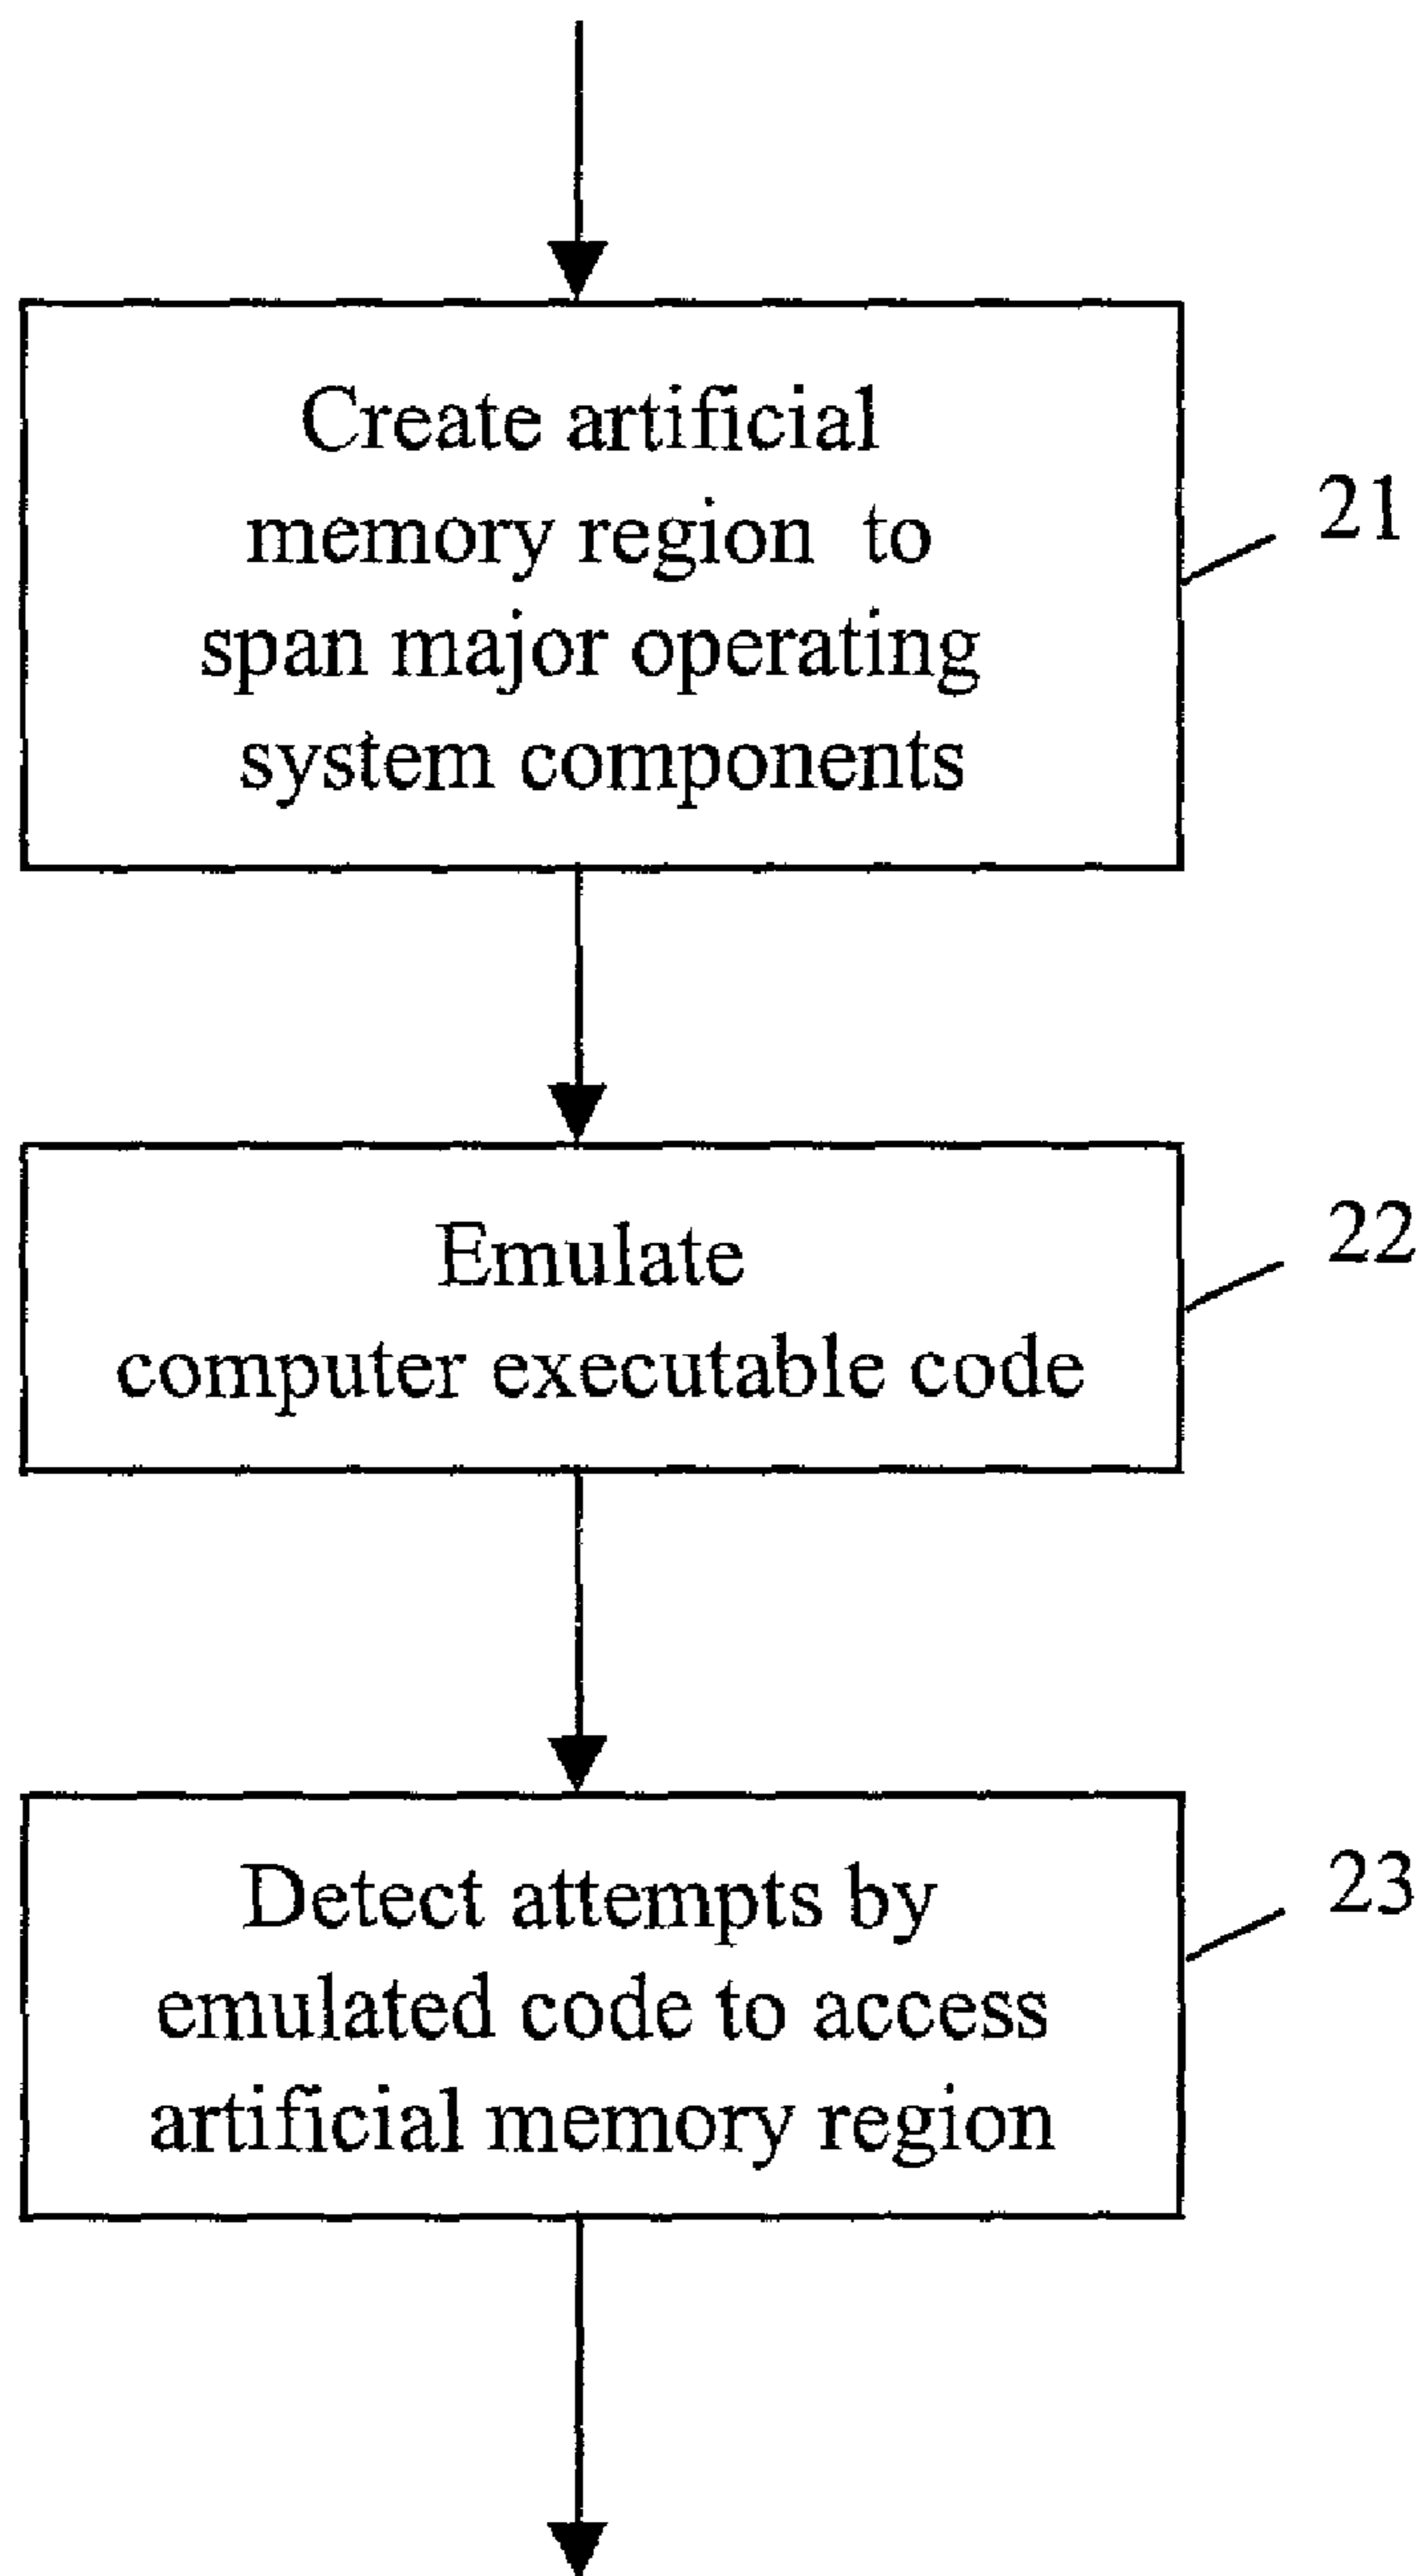 Create artificial
memory region to
span major operating
system components
21
Emulate
computer executable code
22
Detect attempts by
emulated code to access
artificial memory region
23